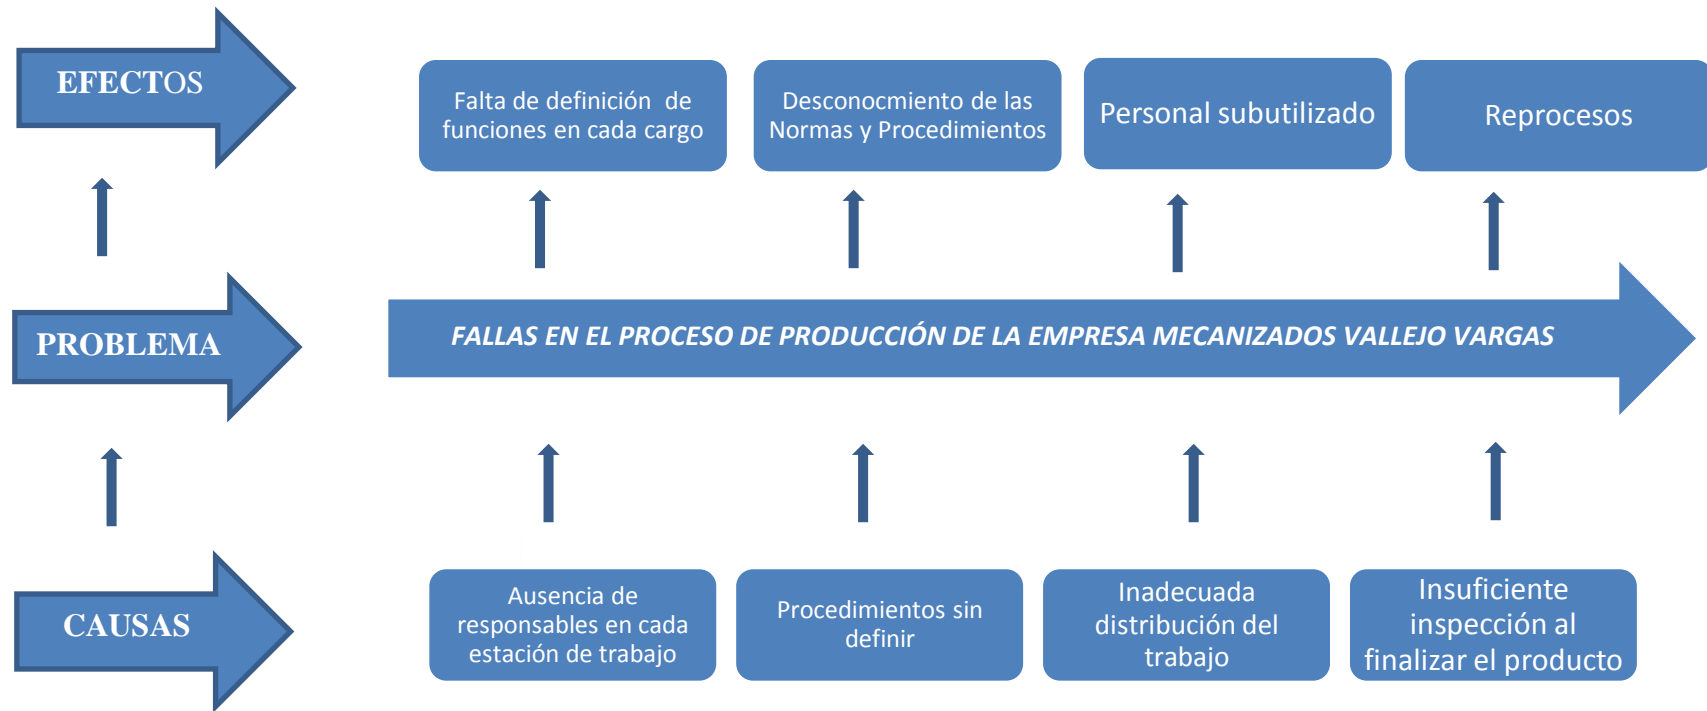 EFECTOS
Falta de definición de
funciones en cada cargo
Desconocmiento de las
Normas y Procedimientos
Personal subutilizado
Reprocesos
PROBLEMA
FALLAS EN EL PROCESO DE PRODUCCIÓN DE LA EMPRESA MECANIZADOS VALLEJO VARGAS
CAUSAS
Ausencia de
responsables en cada
estación de trabajo
Procedimientos sin
definir
Inadecuada
distribución del
trabajo
Insuficiente
inspección al
finalizar el producto